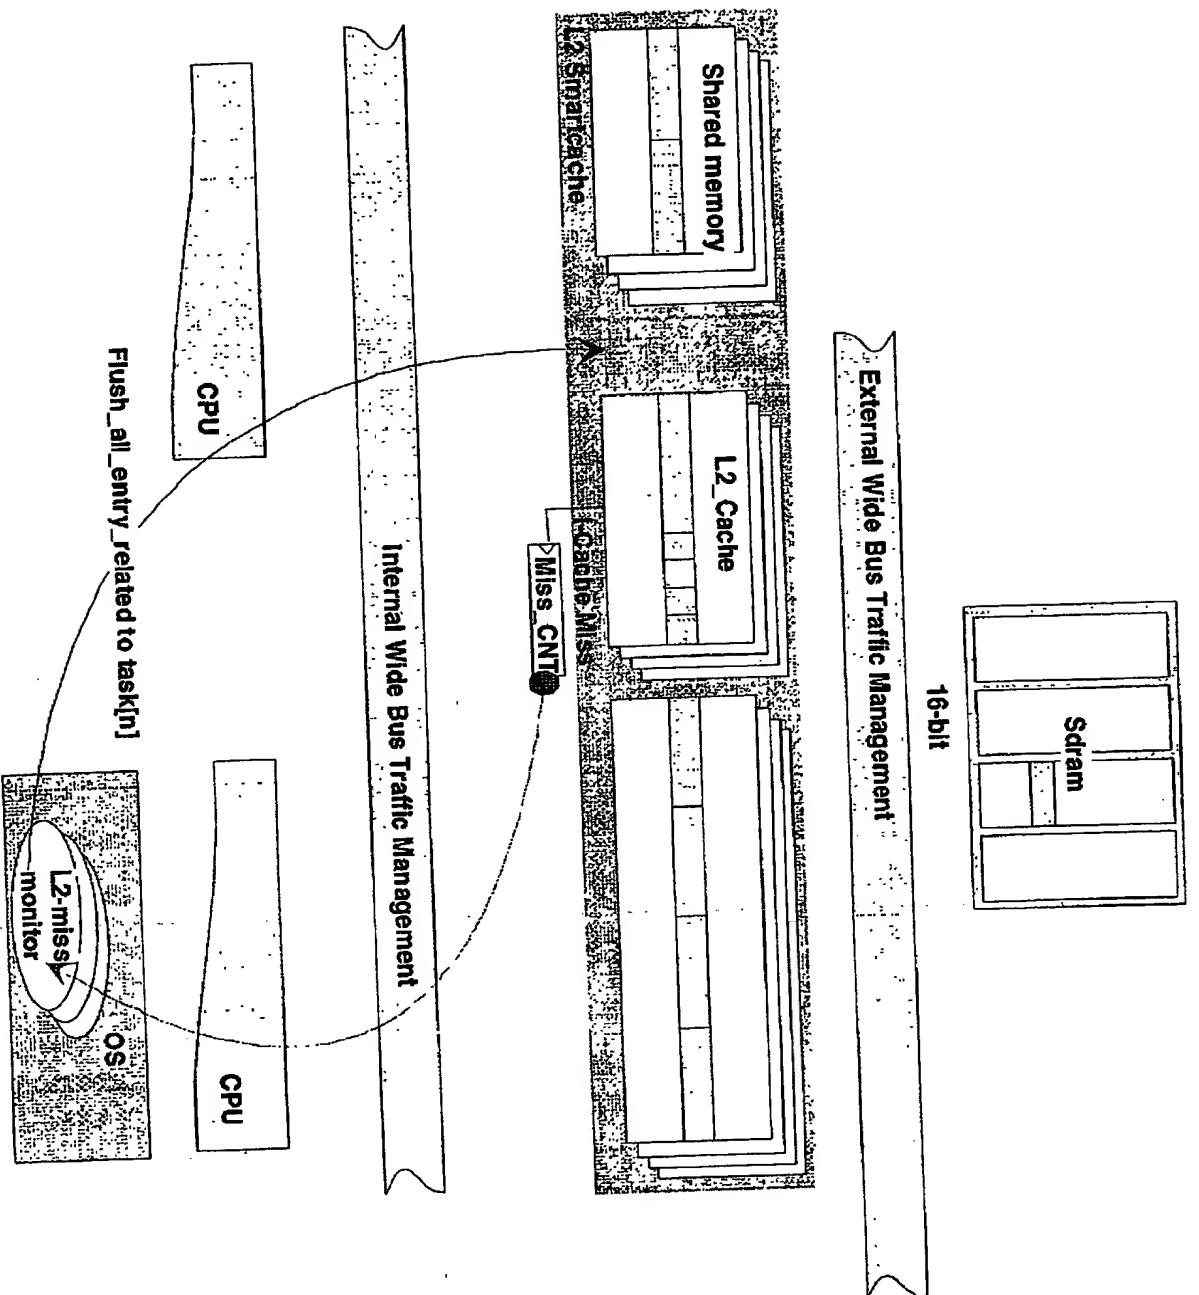 Sdram
16-bit
External Wide Bus Traffic Management
Shared memory
L2_Cache
L2 Smartcache
Cache Miss
Miss_CNT
Internal Wide Bus Traffic Management
CPU
CPU
Flush_all_entry_related to task[n]
L2-miss
monitor
OS